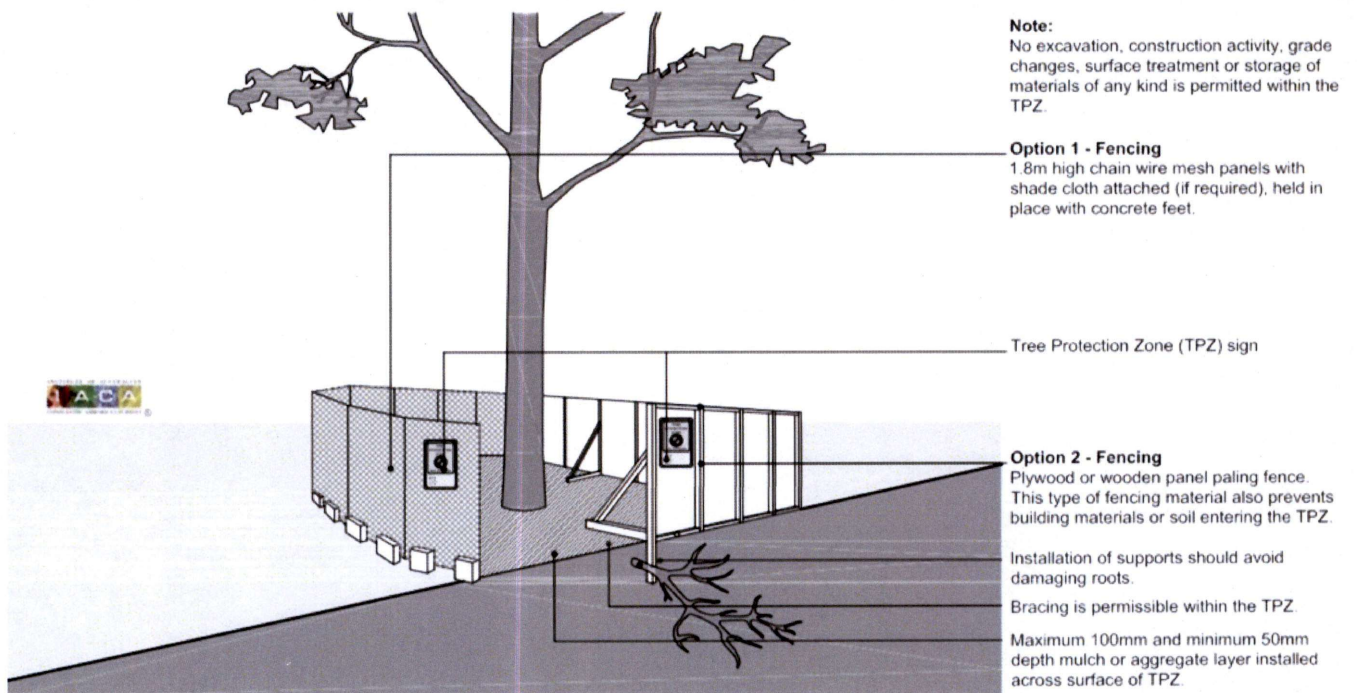 Note:
No excavation, construction activity, grade
changes, surface treatment or storage of
materials of any kind is permitted within the
TPZ.
Option 1 - Fencing
1.8m high chain wire mesh panels with
shade cloth attached (if required), held in
place with concrete feet.
Tree Protection Zone (TPZ) sign
ACA
®
Option 2 - Fencing
Plywood or wooden panel paling fence.
This type of fencing material also prevents
building materials or soil entering the TPZ.
Installation of supports should avoid
damaging roots.
Bracing is permissible within the TPZ.
Maximum 100mm and minimum 50mm
depth mulch or aggregate layer installed
across surface of TPZ.